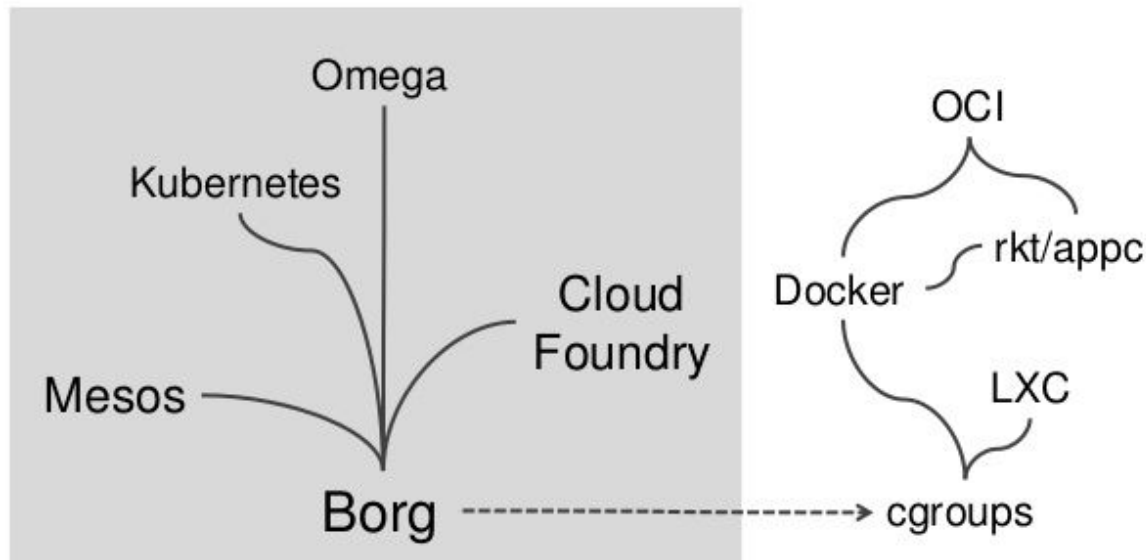 Omega
OCI
Kubernetes
rkt/appc
Docker
Cloud
Foundry
Mesos
LXC
Borg
cgroups